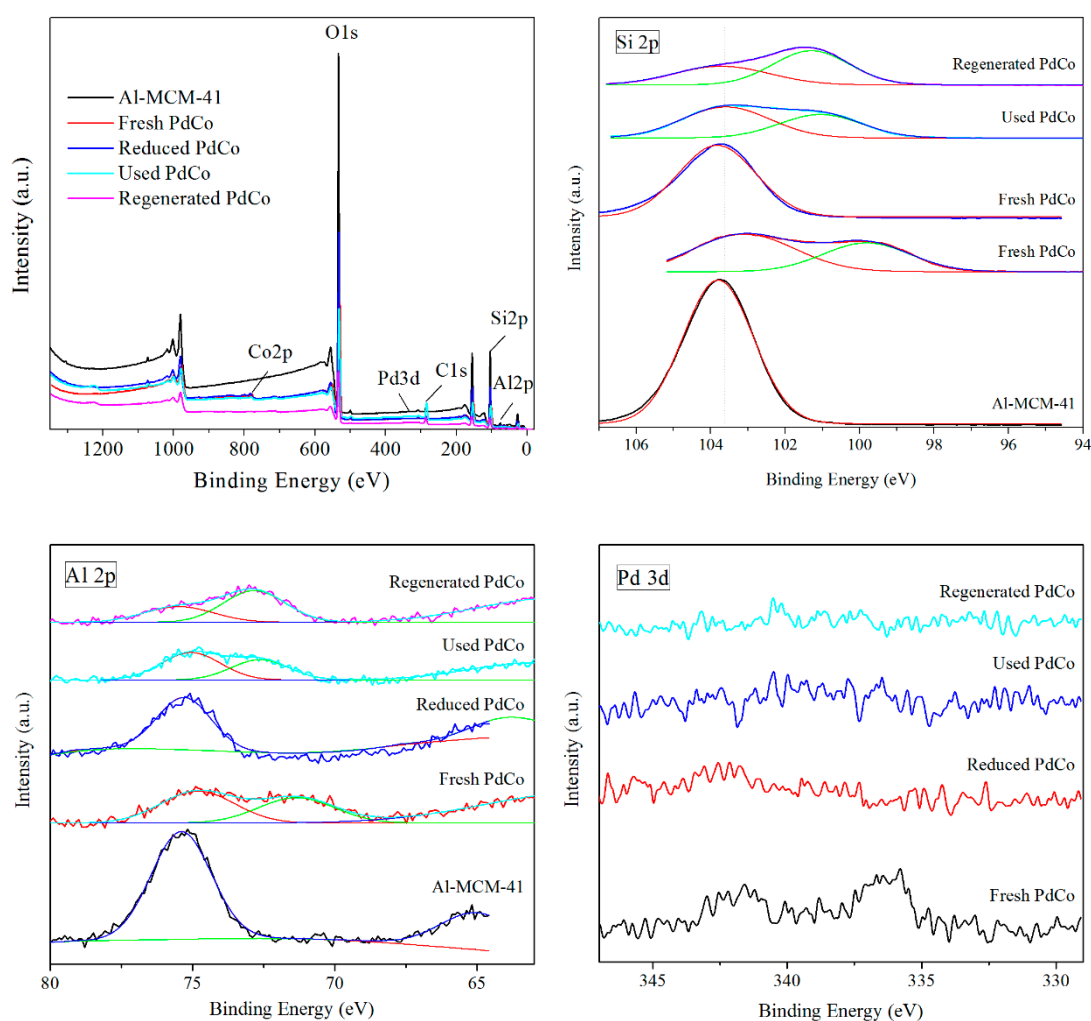 O1s
Al-MCM-41
Fresh PdCo
Reduced PdCo
Used PdCo
Regenerated PdCo
Co2p
Pd3d
C1s
Si2p
Al2p
Intensity (a.u.)
1200 1000 800 600 400 200 0
Binding Energy (eV)
Si 2p
Regenerated PdCo
Used PdCo
Fresh PdCo
Fresh PdCo
Al-MCM-41
Intensity (a.u.)
106 104 102 100 98 96 94
Binding Energy (eV)
Al 2p
Regenerated PdCo
Used PdCo
Reduced PdCo
Fresh PdCo
Al-MCM-41
Intensity (a.u.)
80 75 70 65
Binding Energy (eV)
Pd 3d
Regenerated PdCo
Used PdCo
Reduced PdCo
Fresh PdCo
Intensity (a.u.)
345 340 335 330
Binding Energy (eV)